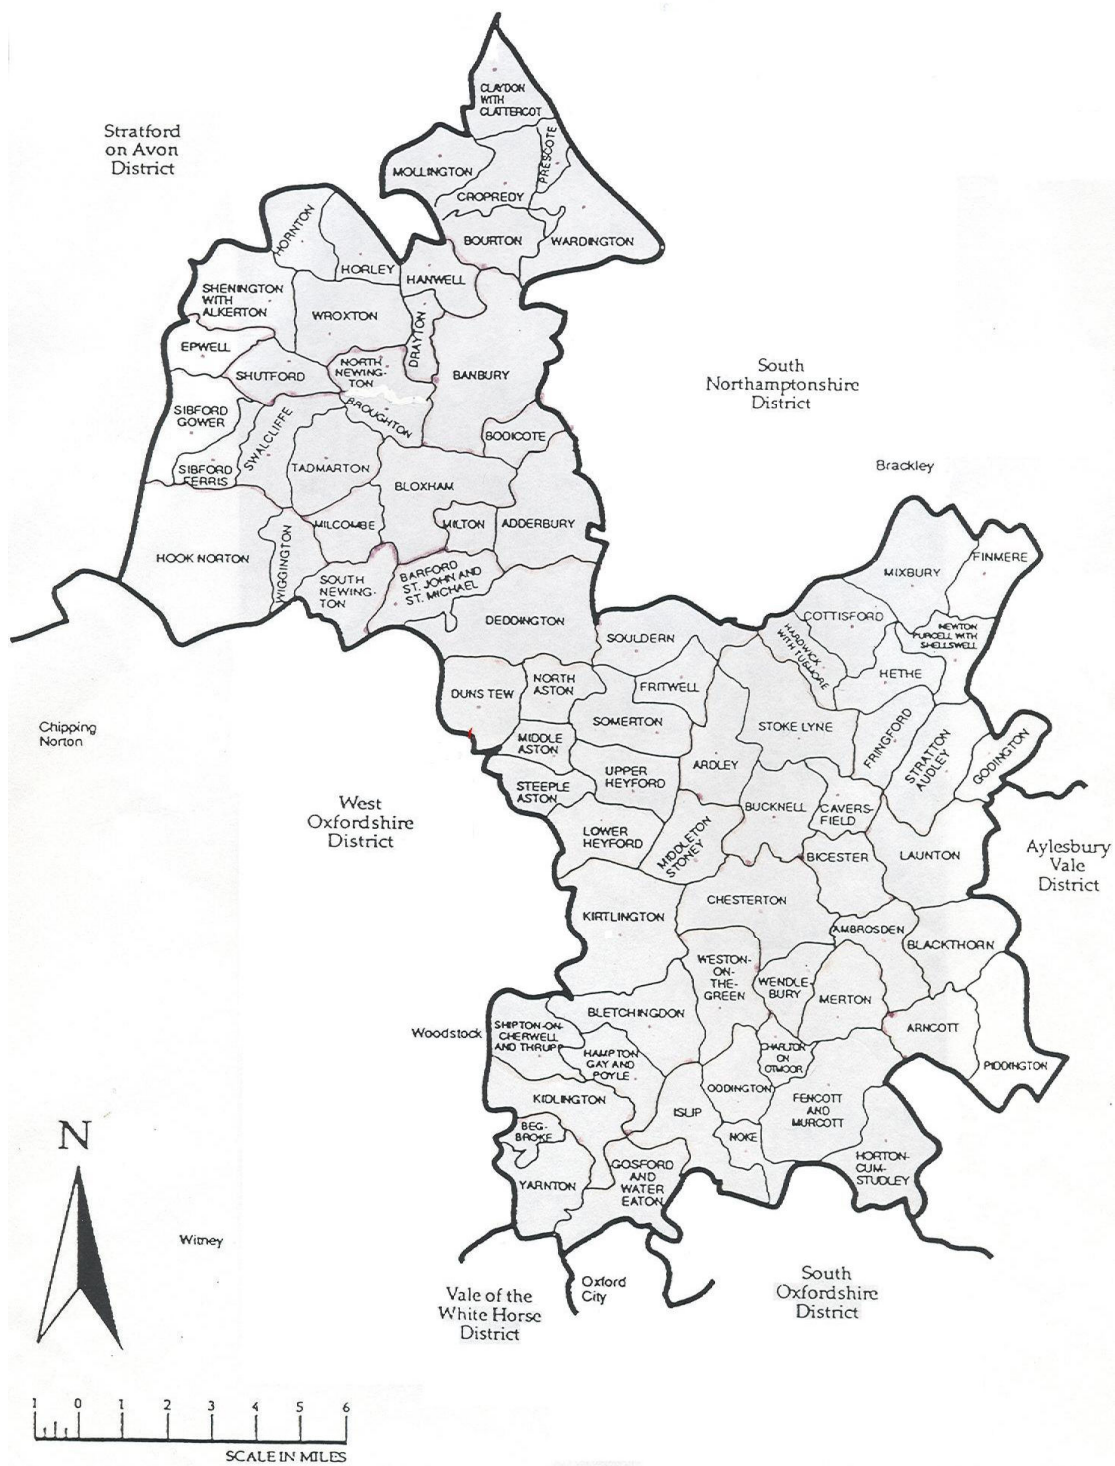 CLAYDON
WITH
CLATTERCOT
Stratford
on Avon
District
PRESCOTE
MOLLINGTON
CROPREDY
HORNTON
BOURTON
WARDINGTON
HORLEY
HANWELL
SHENINGTON
WITH
ALKERTON
WROXTON
DRAYTON
EPWELL
NORTH
NEWING-
TON
SHUTFORD
BANBURY
South
Northamptonshire
District
SIBFORD
GOWER
BROUGHTON
SWALCLIFFE
BODICOTE
SIBFORD
FERRIS
TADMARTON
BLOXHAM
Brackley
MILCOMBE
MILTON
ADDERBURY
HOOK NORTON
WIGGINGTON
SOUTH
NEWING-
TON
BARFORD
ST. JOHN AND
ST. MICHAEL
MIXBURY
FINMERE
DEDDINGTON
SOULDERN
HARDWICK
WITH TUSMORE
COTTISFORD
NEWTON
PURCELL WITH
SHELLSWELL
HETHE
DUNS TEW
NORTH
ASTON
FRITWELL
Chipping
Norton
SOMERTON
STOKE LYNE
FRINGFORD
STRATTON
AUDLEY
GODINGTON
MIDDLE
ASTON
ARDLEY
STEEPLE
ASTON
UPPER
HEYFORD
BUCKNELL
CAVERS-
FIELD
West
Oxfordshire
District
LOWER
HEYFORD
MIDDLETON
STONEY
BICESTER
LAUNTON
Aylesbury
Vale
District
CHESTERTON
KIRTLINGTON
AMBROSDEN
BLACKTHORN
WESTON-
ON-
THE-
GREEN
WENDLE
BURY
MERTON
BLETCHINGDON
Woodstock
SHIPTON-ON-
CHERWELL
AND THRUPP
ARNCOTT
HAMPTON
GAY AND
POYLE
CHARLTON
ON
OTMOOR
PIDDINGTON
ODDINGTON
KIDLINGTON
ISLIP
FENCOTT
AND
MURCOTT
BEG-
BROKE
NOKE
N
YARNTON
GOSFORD
AND
WATER
EATON
HORTON-
CUM-
STUDLEY
Witney
Vale of the
White Horse
District
Oxford
City
South
Oxfordshire
District
1 0 1 2 3 4 5 6
SCALE IN MILES